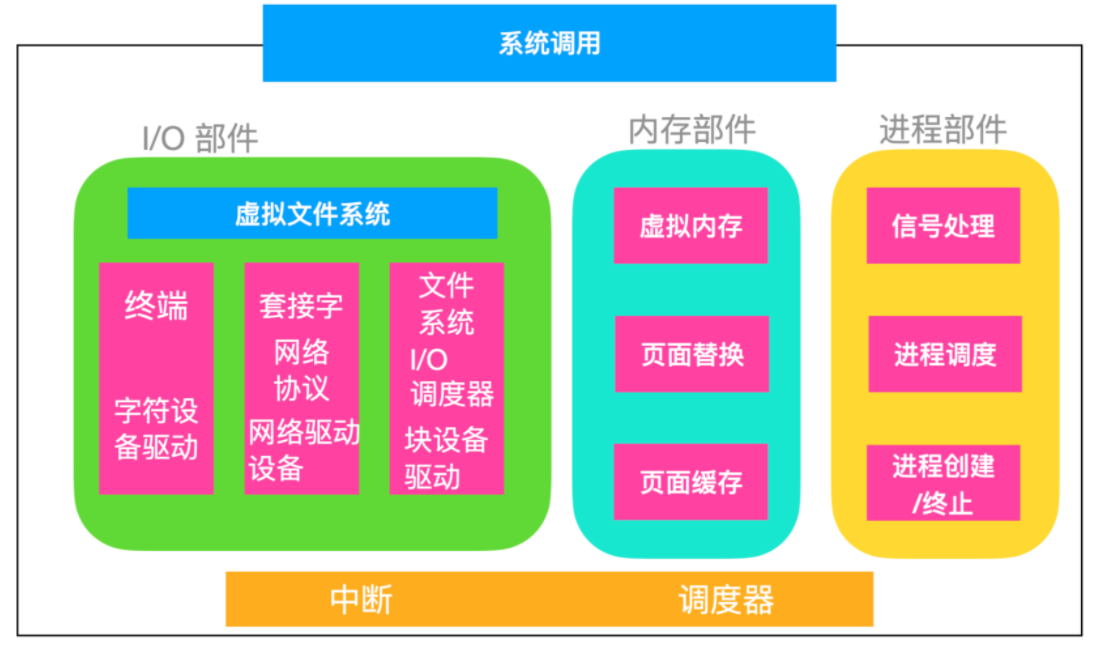 系统调用
I/O 部件
内存部件
进程部件
虚拟文件系统
终端
字符设
备驱动
套接字
网络
协议
网络驱动
设备
文件
系统
I/O
调度器
块设备
驱动
虚拟内存
页面替换
页面缓存
信号处理
进程调度
进程创建
/终止
中断
调度器